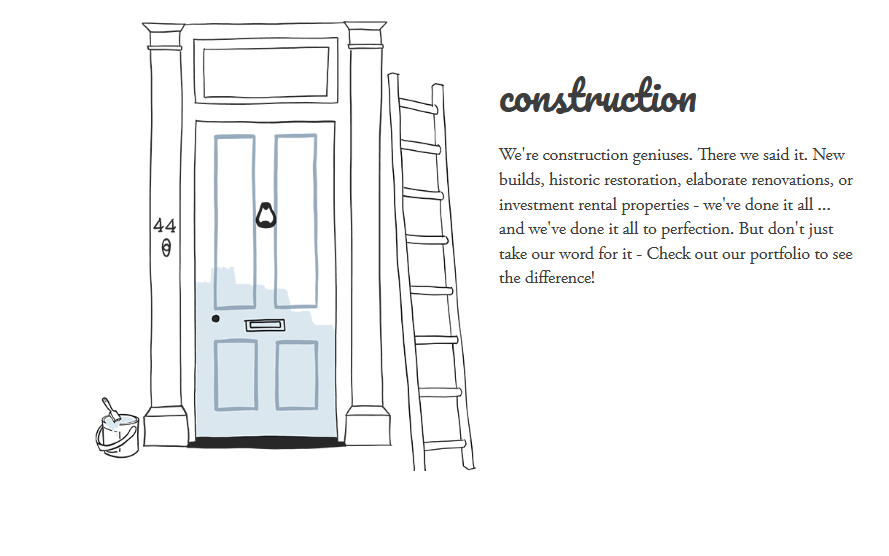 construction
We're construction geniuses. There we said it. New
builds, historic restoration, elaborate renovations, or
investment rental properties - we've done it all ...
and we've done it all to perfection. But don't just
take our word for it - Check out our portfolio to see
the difference!
44